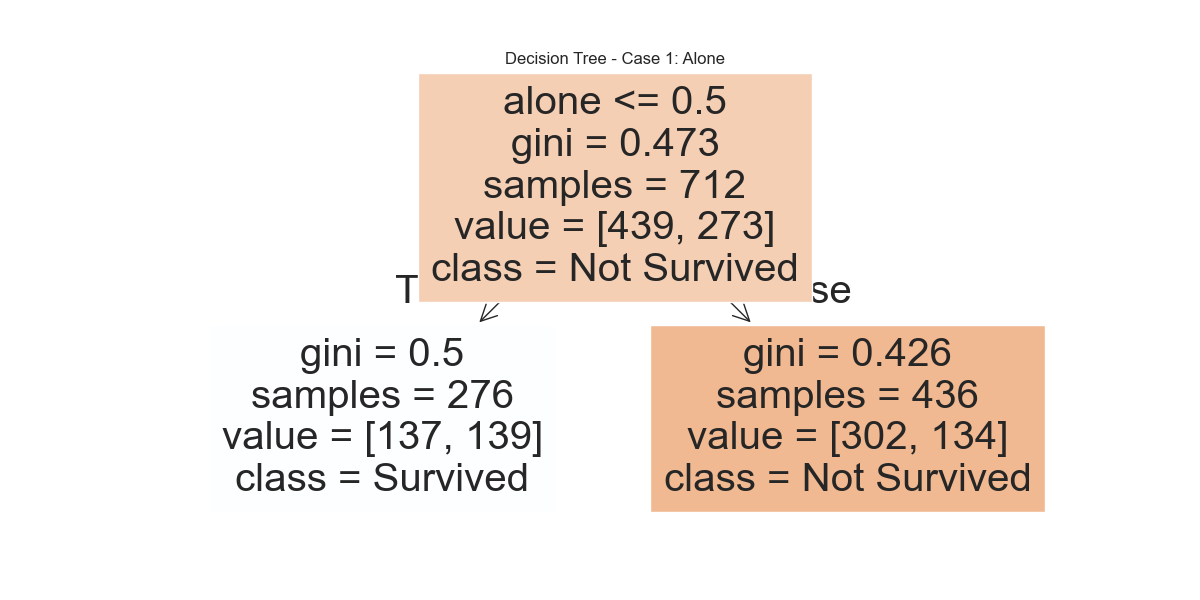 Decision Tree - Case 1: Alone
alone <= 0.5
gini = 0.473
samples = 712
value = [439, 273]
class = Not Survived
T
se
gini = 0.5
samples = 276
value = [137, 139]
class = Survived
gini = 0.426
samples = 436
value = [302, 134]
class = Not Survived